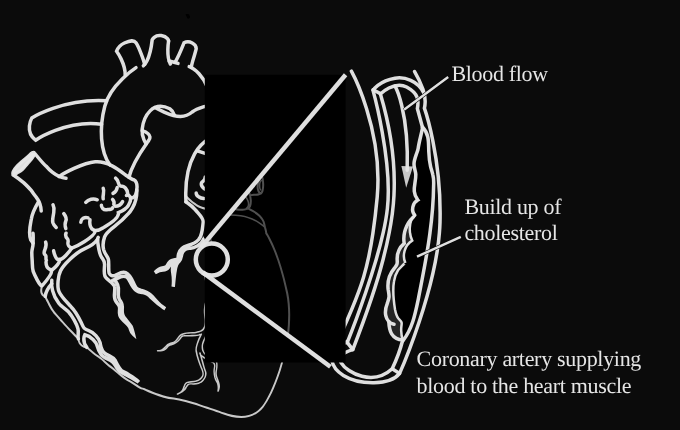 Blood flow
Build up of
cholesterol
Coronary artery supplying
blood to the heart muscle